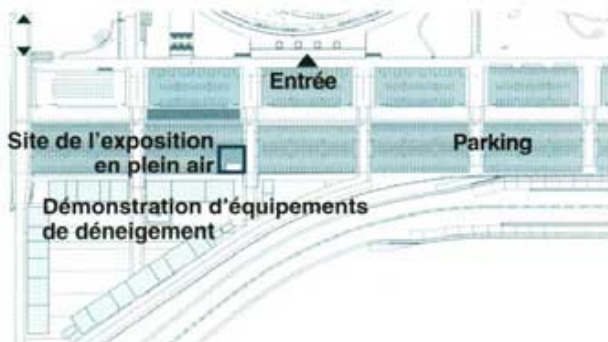 Entrée
Site de l'exposition
en plein air
Parking
Démonstration d'équipements
de déneigement